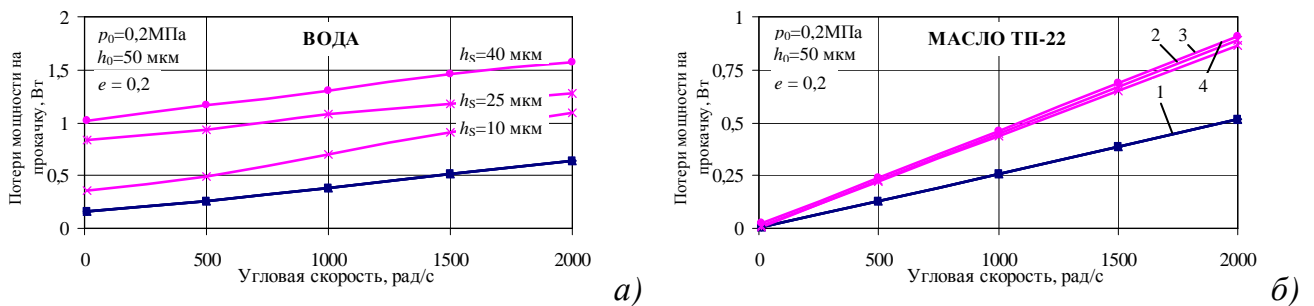 Потери мощности на прокачку, Вт
2
1,5
1
0,5
0
p₀=0,2МПа
h₀=50 мкм
e = 0,2
ВОДА
hₛ=40 мкм
hₛ=25 мкм
hₛ=10 мкм
0 500 1000 1500 2000
Угловая скорость, рад/с
а)
Потери мощности на прокачку, Вт
1
0,75
0,5
0,25
0
p₀=0,2МПа
h₀=50 мкм
e = 0,2
МАСЛО ТП-22
2 3
1 4
0 500 1000 1500 2000
Угловая скорость, рад/с
б)